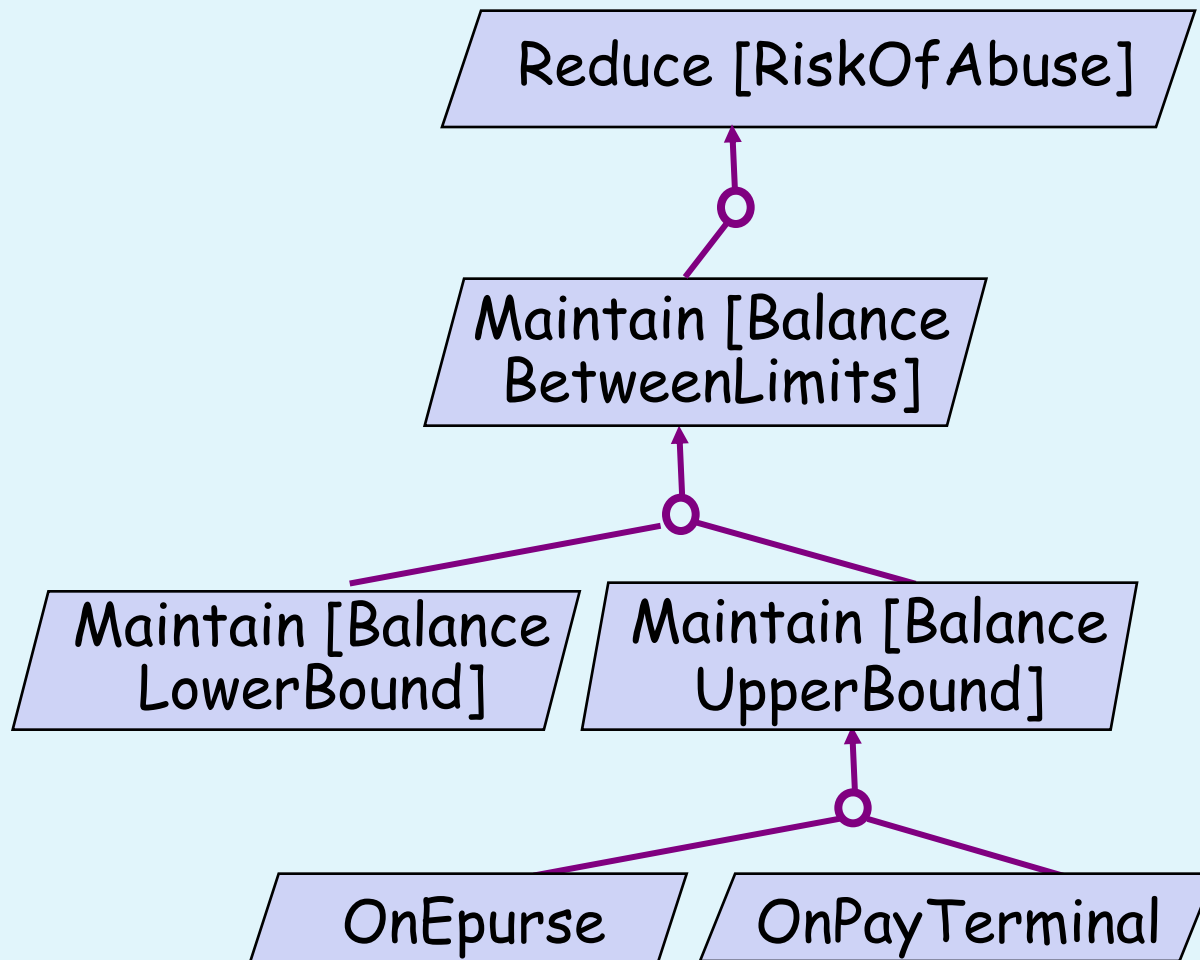 Reduce [RiskOfAbuse]
Maintain [Balance
BetweenLimits]
Maintain [Balance
LowerBound]
Maintain [Balance
UpperBound]
OnEpurse
OnPayTerminal